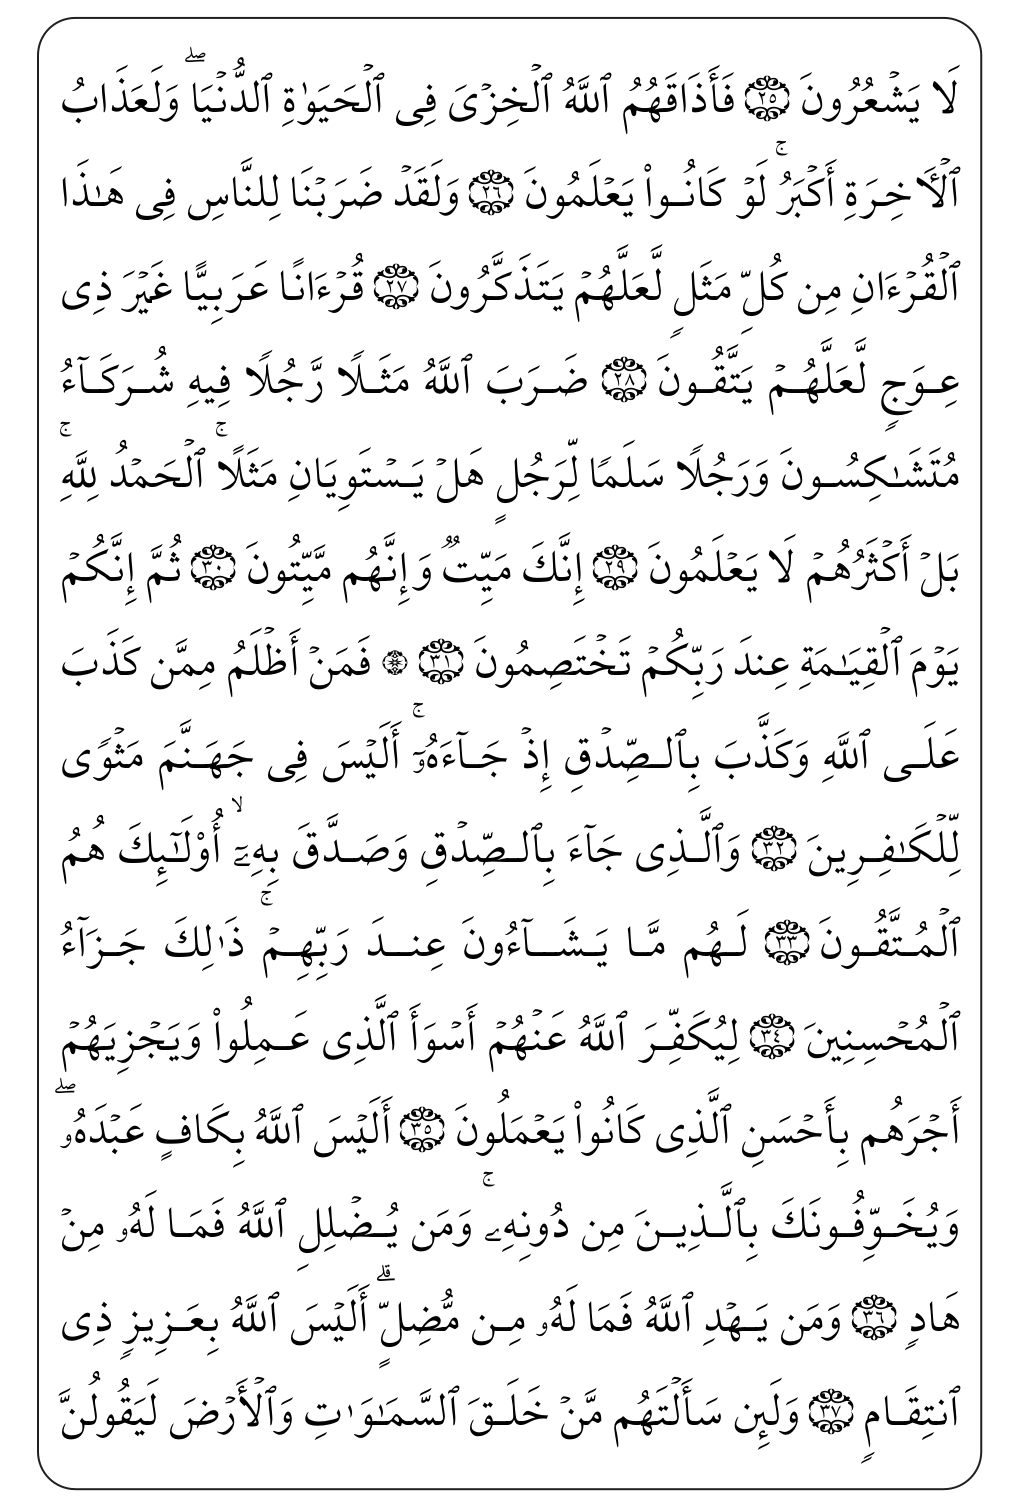 لَا يَشْعُرُونَ ٢٥ فَأَذَاقَهُمُ ٱللَّهُ ٱلْخِزْىَ فِى ٱلْحَيَوٰةِ ٱلدُّنْيَا ۖ وَلَعَذَابُ
ٱلْـَٔاخِرَةِ أَكْبَرُ ۚ لَوْ كَانُوا۟ يَعْلَمُونَ ٢٦ وَلَقَدْ ضَرَبْنَا لِلنَّاسِ فِى هَـٰذَا
ٱلْقُرْءَانِ مِن كُلِّ مَثَلٍ لَّعَلَّهُمْ يَتَذَكَّرُونَ ٢٧ قُرْءَانًا عَرَبِيًّا غَيْرَ ذِى
عِوَجٍ لَّعَلَّهُمْ يَتَّقُونَ ٢٨ ضَرَبَ ٱللَّهُ مَثَلًا رَّجُلًا فِيهِ شُرَكَآءُ
مُتَشَـٰكِسُونَ وَرَجُلًا سَلَمًا لِّرَجُلٍ هَلْ يَسْتَوِيَانِ مَثَلًا ۚ ٱلْحَمْدُ لِلَّهِ ۚ
بَلْ أَكْثَرُهُمْ لَا يَعْلَمُونَ ٢٩ إِنَّكَ مَيِّتٌ وَإِنَّهُم مَّيِّتُونَ ٣٠ ثُمَّ إِنَّكُمْ
يَوْمَ ٱلْقِيَـٰمَةِ عِندَ رَبِّكُمْ تَخْتَصِمُونَ ٣١ ۞ فَمَنْ أَظْلَمُ مِمَّن كَذَبَ
عَلَى ٱللَّهِ وَكَذَّبَ بِٱلصِّدْقِ إِذْ جَآءَهُۥٓ ۚ أَلَيْسَ فِى جَهَنَّمَ مَثْوًى
لِّلْكَـٰفِرِينَ ٣٢ وَٱلَّذِى جَآءَ بِٱلصِّدْقِ وَصَدَّقَ بِهِۦٓ ۙ أُو۟لَـٰٓئِكَ هُمُ
ٱلْمُتَّقُونَ ٣٣ لَهُم مَّا يَشَآءُونَ عِندَ رَبِّهِمْ ۚ ذَٰلِكَ جَزَآءُ
ٱلْمُحْسِنِينَ ٣٤ لِيُكَفِّرَ ٱللَّهُ عَنْهُمْ أَسْوَأَ ٱلَّذِى عَمِلُوا۟ وَيَجْزِيَهُمْ
أَجْرَهُم بِأَحْسَنِ ٱلَّذِى كَانُوا۟ يَعْمَلُونَ ٣٥ أَلَيْسَ ٱللَّهُ بِكَافٍ عَبْدَهُۥ ۖ
وَيُخَوِّفُونَكَ بِٱلَّذِينَ مِن دُونِهِۦ ۚ وَمَن يُضْلِلِ ٱللَّهُ فَمَا لَهُۥ مِنْ
هَادٍ ٣٦ وَمَن يَهْدِ ٱللَّهُ فَمَا لَهُۥ مِن مُّضِلٍّ ۗ أَلَيْسَ ٱللَّهُ بِعَزِيزٍ ذِى
ٱنتِقَامٍ ٣٧ وَلَئِن سَأَلْتَهُم مَّنْ خَلَقَ ٱلسَّمَـٰوَٰتِ وَٱلْأَرْضَ لَيَقُولُنَّ